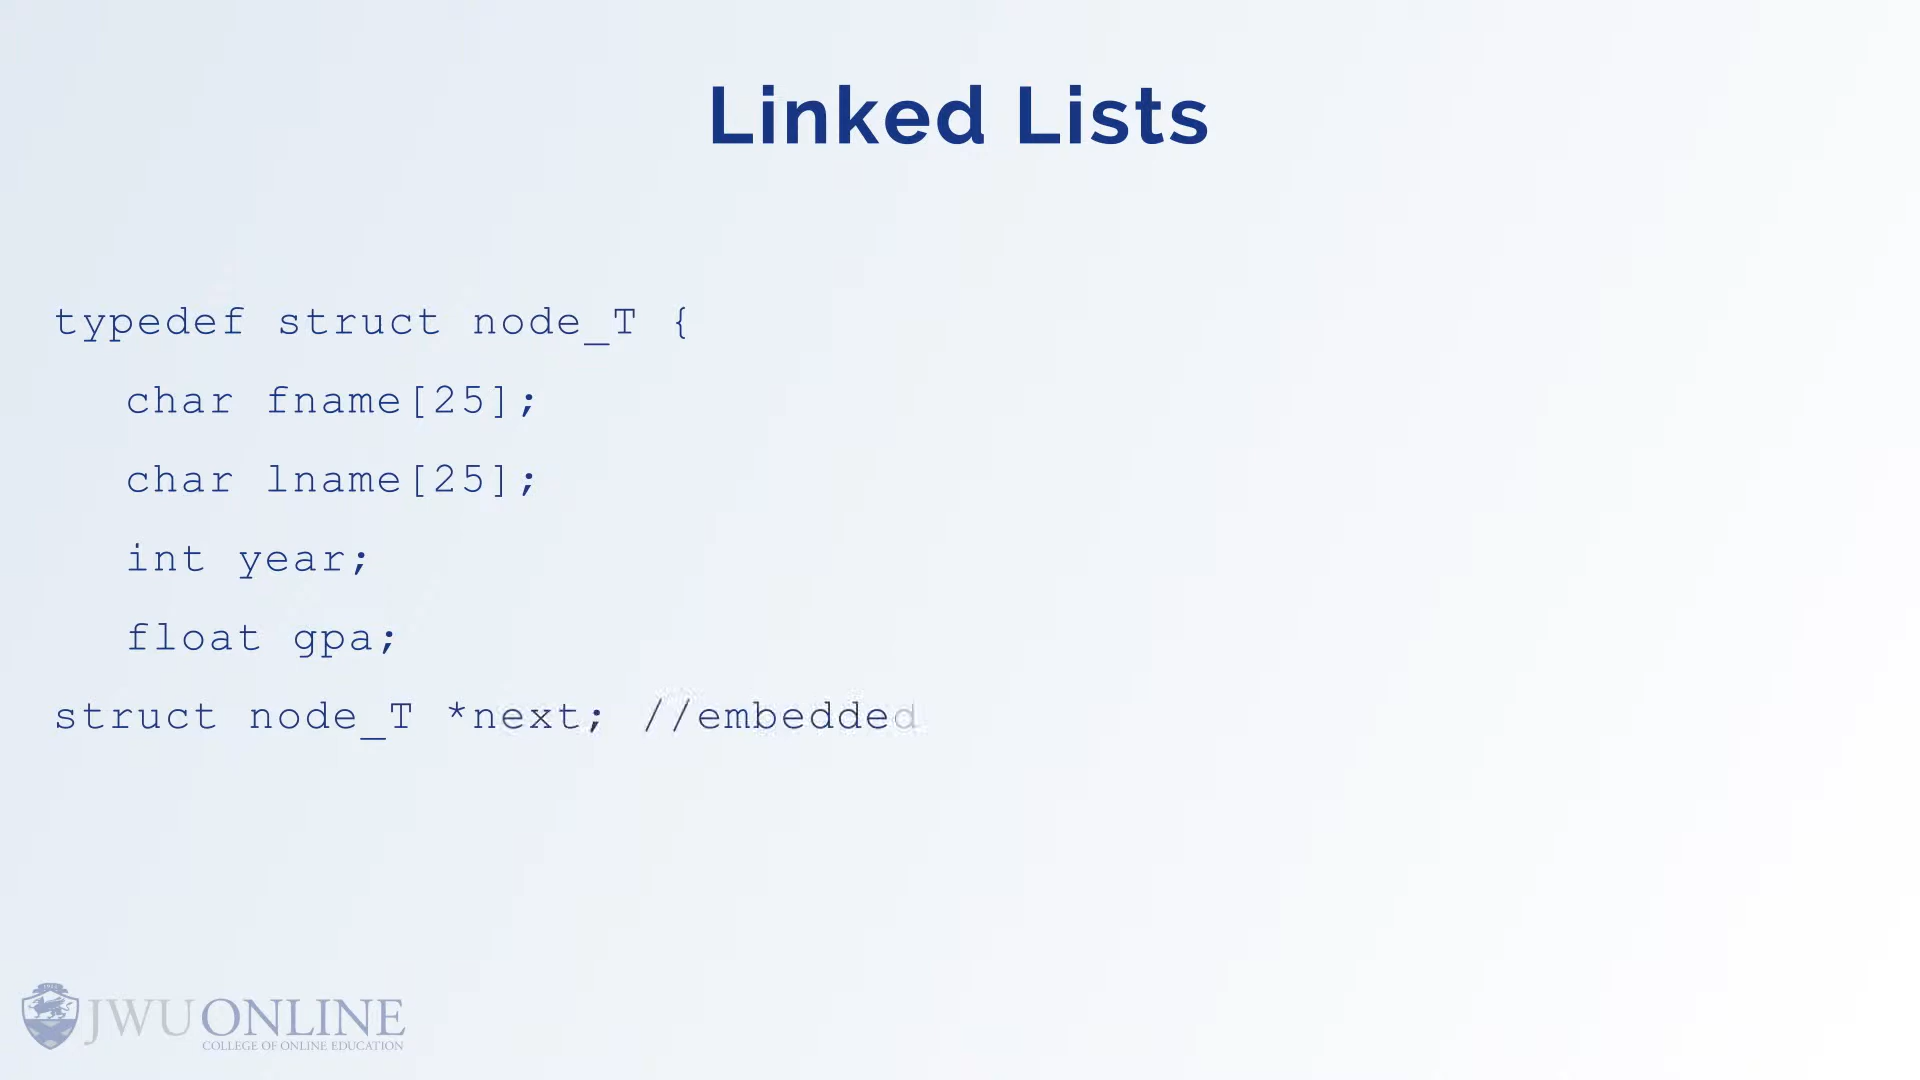 Linked Lists
typedef struct node_T {
char fname[25];
char lname[25];
int year;
float gpa;
struct node_T *next; //embedded
JWU ONLINE
COLLEGE OF ONLINE EDUCATION